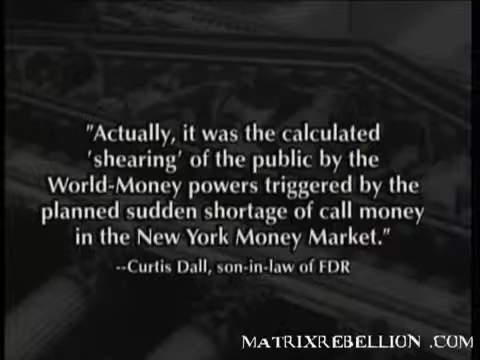 "Actually, it was the calculated
'shearing' of the public by the
World-Money powers triggered by the
planned sudden shortage of call money
in the New York Money Market."
--Curtis Dall, son-in-law of FDR
MATRIXREBELLION .COM